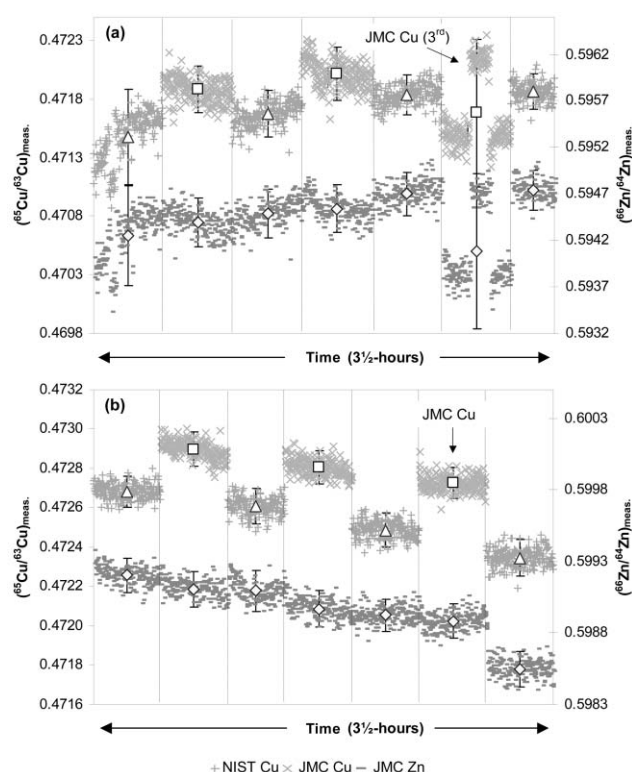 (a)
JMC Cu (3rd)
0.4723
0.4718
0.4713
0.4708
0.4703
0.4698
(65Cu/63Cu)meas.
0.5962
0.5957
0.5952
0.5947
0.5942
0.5937
0.5932
(66Zn/64Zn)meas.
Time (3½-hours)
(b)
JMC Cu
0.4732
0.4730
0.4728
0.4726
0.4724
0.4722
0.4720
0.4718
0.4716
(65Cu/63Cu)meas.
0.6003
0.5998
0.5993
0.5988
0.5983
(66Zn/64Zn)meas.
Time (3½-hours)
+ NIST Cu × JMC Cu − JMC Zn